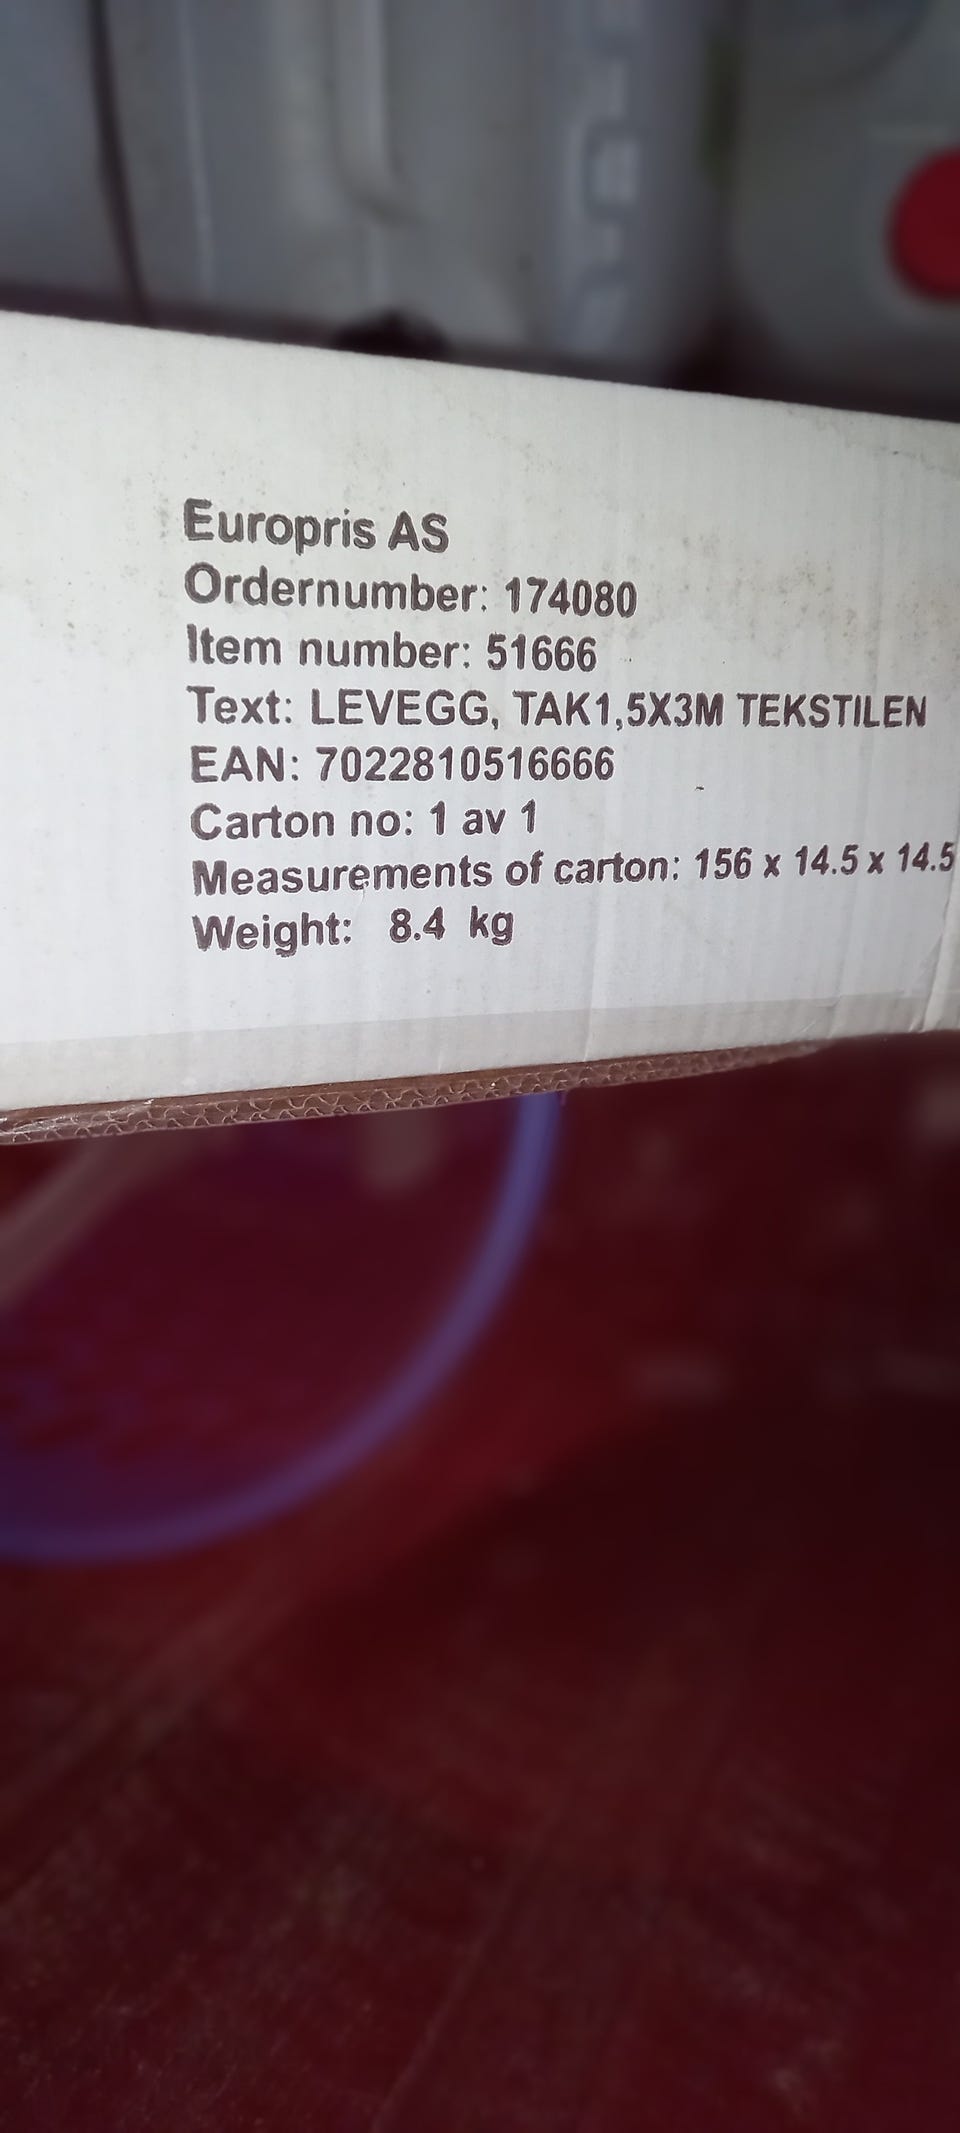 Europris AS
Ordernumber: 174080
Item number: 51666
Text: LEVEGG, TAK1,5X3M TEKSTILEN
EAN: 7022810516666
Carton no: 1 av 1
Measurements of carton: 156 x 14.5 x 14.5
Weight: 8.4 kg